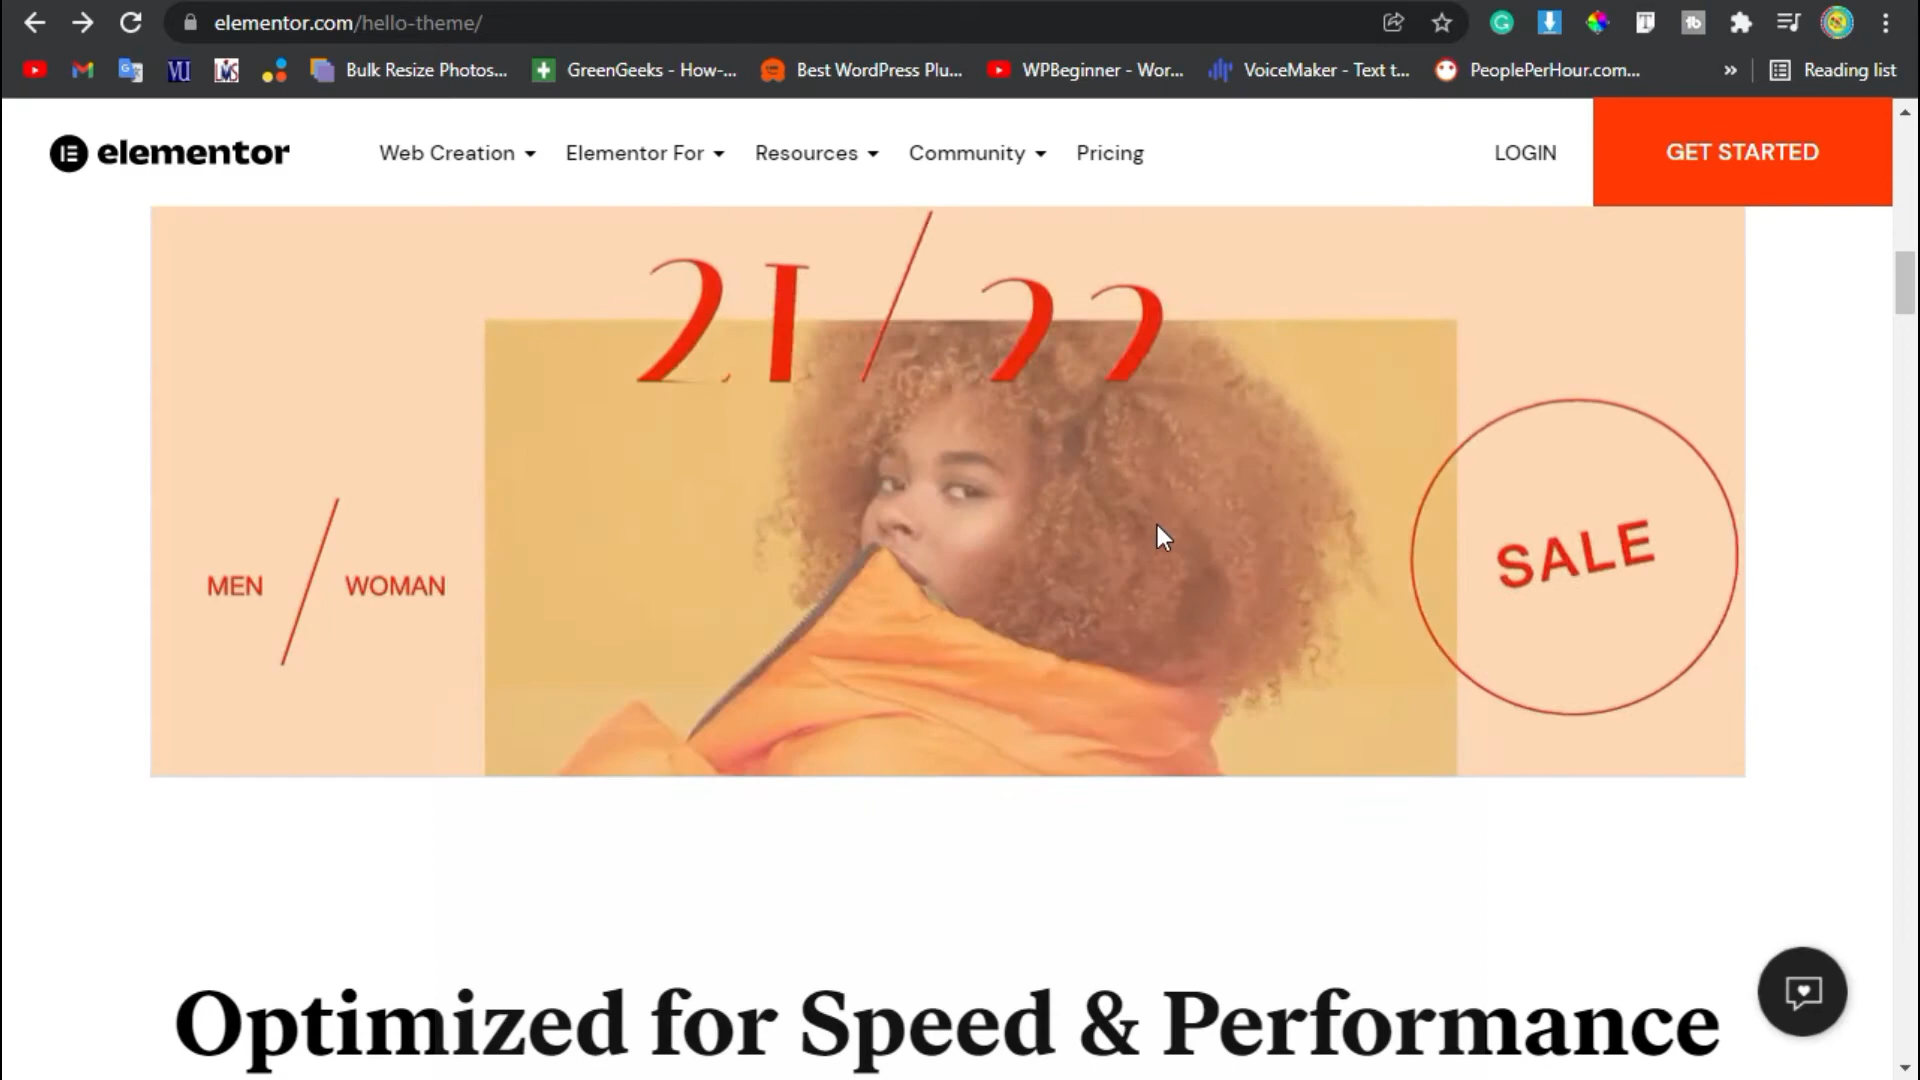 elementor.com/hello-theme/
Bulk Resize Photos...
GreenGeeks - How-...
Best WordPress Plu...
WPBeginner - Wor...
VoiceMaker - Text t...
PeoplePerHour.com...
»
Reading list
elementor
Web Creation
Elementor For
Resources
Community
Pricing
LOGIN
GET STARTED
21/22
MEN / WOMAN
SALE
Optimized for Speed & Performance